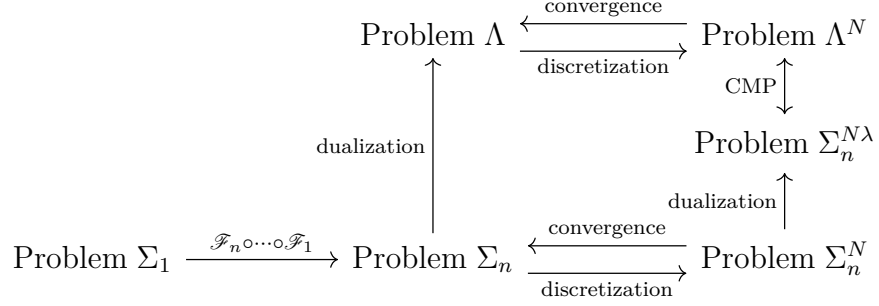 convergence
Problem Λ Problem Λ^N
discretization
CMP
dualization
Problem Σ_n^{Nλ}
dualization
convergence
ℱ_n∘⋯∘ℱ_1
Problem Σ_1 Problem Σ_n Problem Σ_n^N
discretization